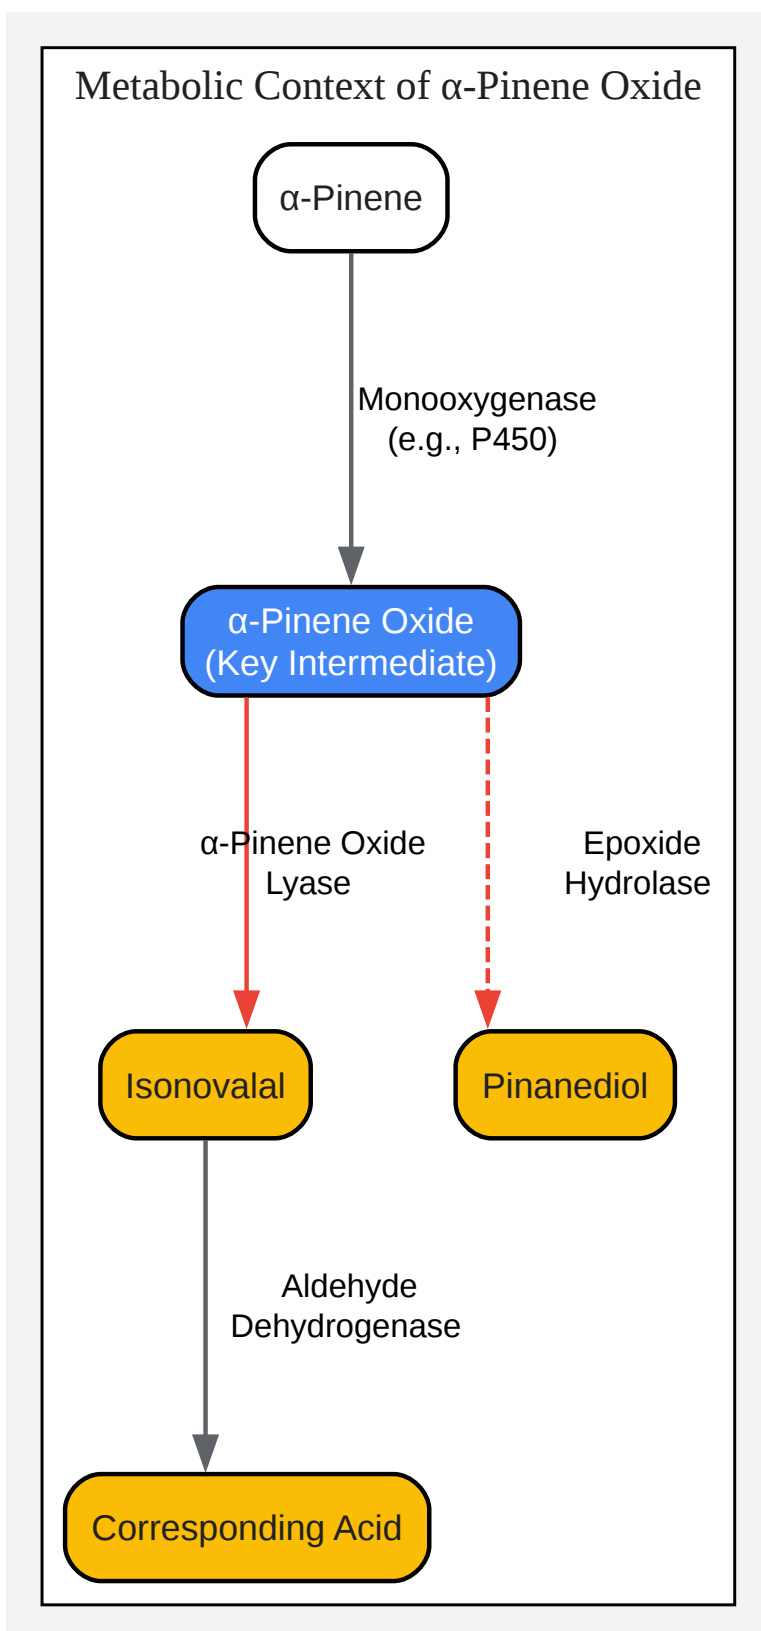 Metabolic Context of α-Pinene Oxide
α-Pinene
Monooxygenase
(e.g., P450)
α-Pinene Oxide
(Key Intermediate)
α-Pinene Oxide
Lyase
Epoxide
Hydrolase
Isonovalal
Pinanediol
Aldehyde
Dehydrogenase
Corresponding Acid